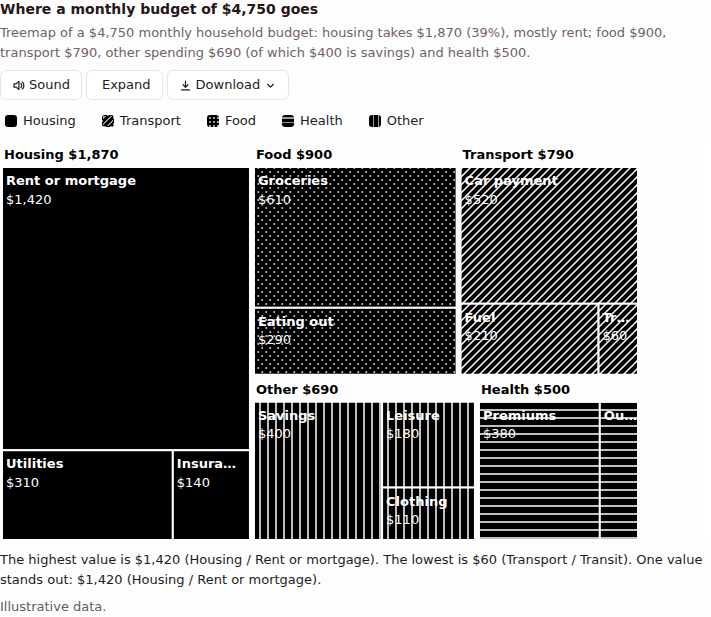 Where a monthly budget of $4,750 goes
Treemap of a $4,750 monthly household budget: housing takes $1,870 (39%), mostly rent; food $900,
transport $790, other spending $690 (of which $400 is savings) and health $500.
Sound Expand Download
Housing Transport Food Health Other
Housing $1,870 Food $900 Transport $790
Rent or mortgage Groceries Car payment
$1,420 $610 $520
Eating out Fuel Tr…
$290 $210 $60
Other $690 Health $500
Savings Leisure Premiums Ou…
$400 $180 $380
Utilities Insura…
$310 $140
Clothing
$110
The highest value is $1,420 (Housing / Rent or mortgage). The lowest is $60 (Transport / Transit). One value
stands out: $1,420 (Housing / Rent or mortgage).
Illustrative data.